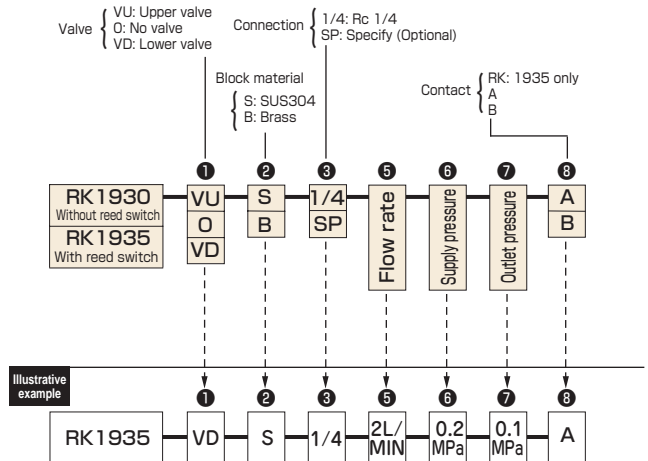 Valve { VU: Upper valve
O: No valve
VD: Lower valve
Connection { 1/4: Rc 1/4
SP: Specify (Optional)
Block material
{ S: SUS304
B: Brass
Contact { RK: 1935 only
A
B
❶ ❷ ❸ ❺ ❻ ❼ ❽
RK1930
Without reed switch
RK1935
With reed switch
VU
O
VD
S
B
1/4
SP
Flow rate
Supply pressure
Outlet pressure
A
B
Illustrative
example
❶ ❷ ❸ ❺ ❻ ❼ ❽
RK1935 VD S 1/4 2L/MIN 0.2 MPa 0.1 MPa A